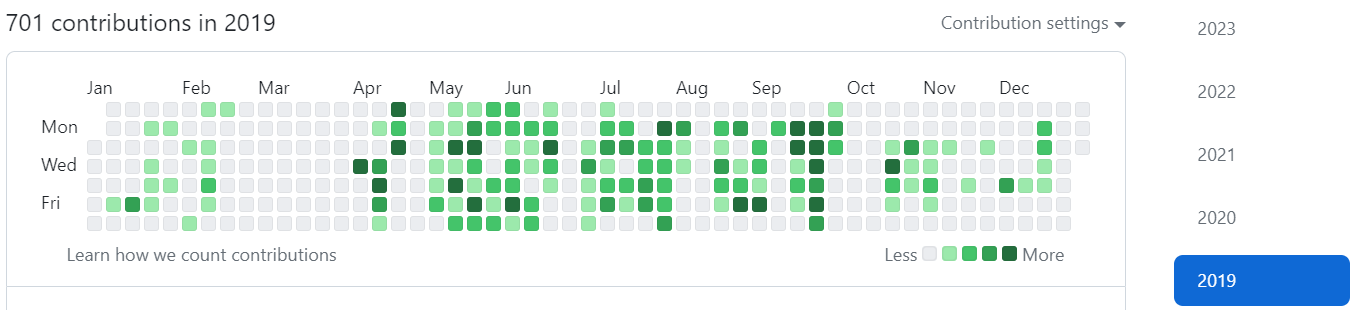 701 contributions in 2019
Contribution settings
Jan Feb Mar Apr May Jun Jul Aug Sep Oct Nov Dec
Mon
Wed
Fri
Learn how we count contributions
Less More
2023
2022
2021
2020
2019